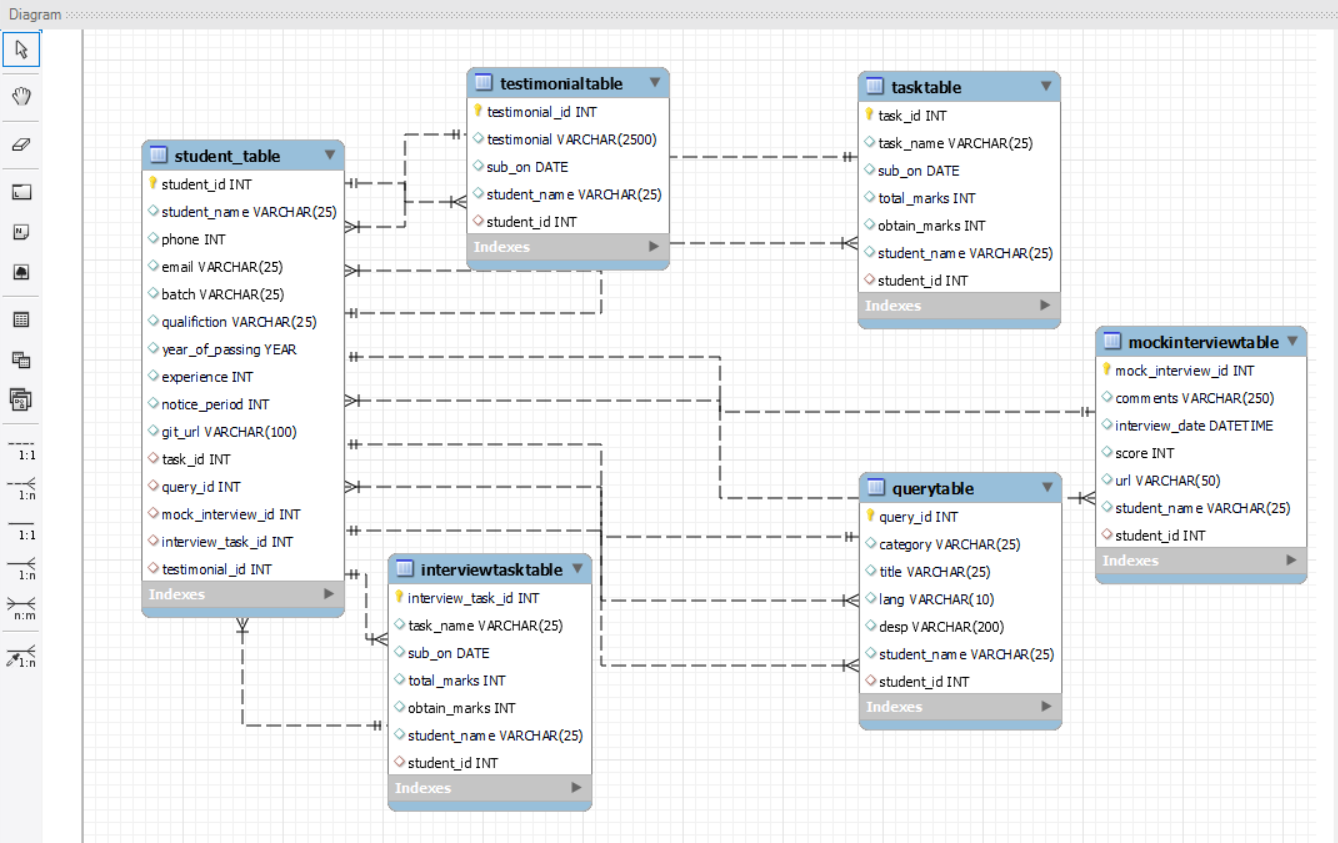 Diagram
1:1
1:n
1:1
1:n
n:m
1:n
student_table
student_id INT
student_name VARCHAR(25)
phone INT
email VARCHAR(25)
batch VARCHAR(25)
qualifiction VARCHAR(25)
year_of_passing YEAR
experience INT
notice_period INT
git_url VARCHAR(100)
task_id INT
query_id INT
mock_interview_id INT
interview_task_id INT
testimonial_id INT
Indexes
testimonialtable
testimonial_id INT
testimonial VARCHAR(2500)
sub_on DATE
student_name VARCHAR(25)
student_id INT
Indexes
tasktable
task_id INT
task_name VARCHAR(25)
sub_on DATE
total_marks INT
obtain_marks INT
student_name VARCHAR(25)
student_id INT
Indexes
mockinterviewtable
mock_interview_id INT
comments VARCHAR(250)
interview_date DATETIME
score INT
url VARCHAR(50)
student_name VARCHAR(25)
student_id INT
Indexes
querytable
query_id INT
category VARCHAR(25)
title VARCHAR(25)
lang VARCHAR(10)
desp VARCHAR(200)
student_name VARCHAR(25)
student_id INT
Indexes
interviewtasktable
interview_task_id INT
task_name VARCHAR(25)
sub_on DATE
total_marks INT
obtain_marks INT
student_name VARCHAR(25)
student_id INT
Indexes